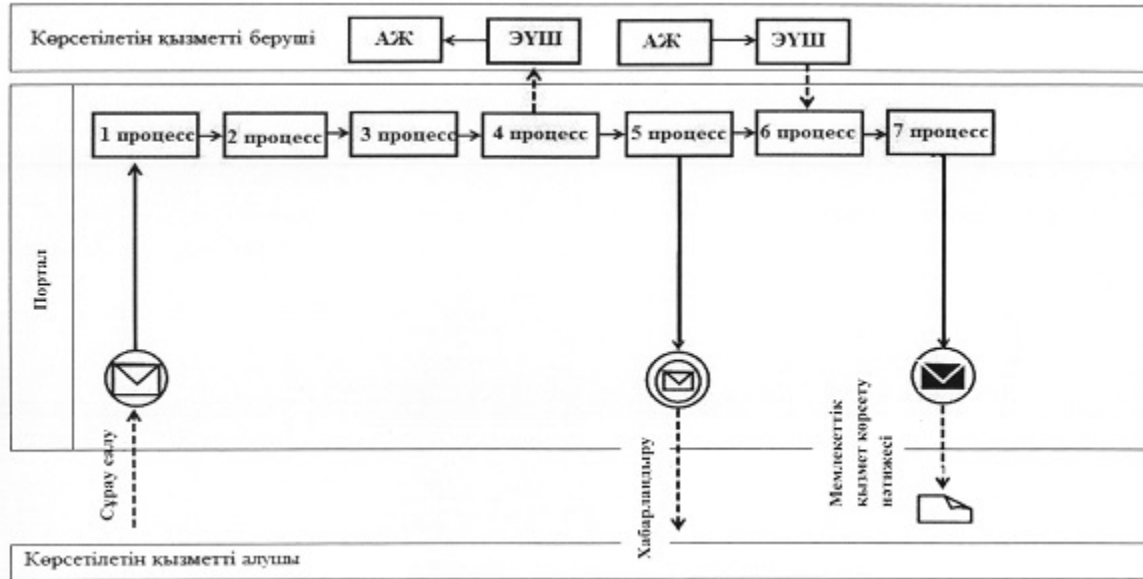 Көрсетілетін қызметті беруші
АЖ
ЭҮШ
АЖ
ЭҮШ
1 процесс
2 процесс
3 процесс
4 процесс
5 процесс
6 процесс
7 процесс
Портал
Сұрау салу
Хабарландыру
Мемлекеттік
қызмет көрсету
нәтижесі
Көрсетілетін қызметті алушы